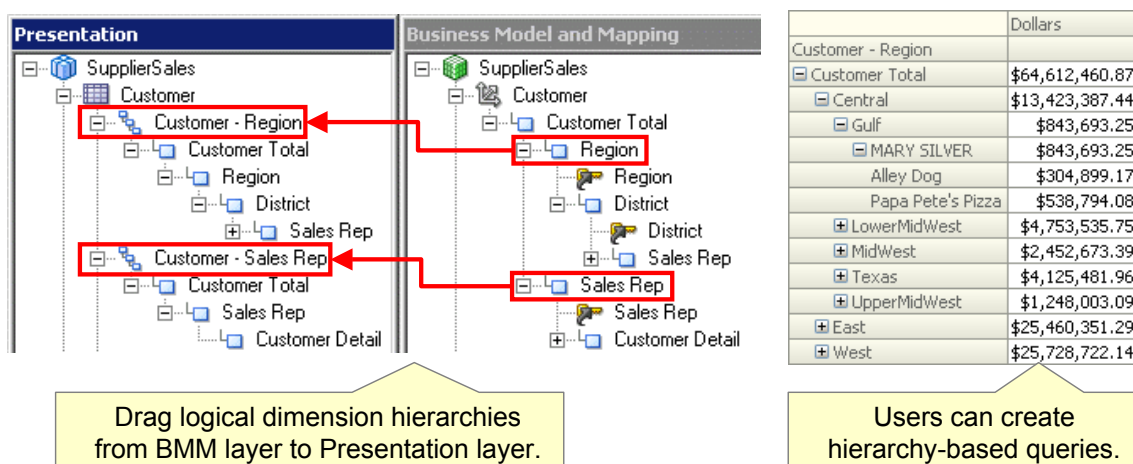 Presentation
SupplierSales
Customer
Customer - Region
Customer Total
Region
District
Sales Rep
Customer - Sales Rep
Customer Total
Sales Rep
Customer Detail
Business Model and Mapping
SupplierSales
Customer
Customer Total
Region
Region
District
District
Sales Rep
Sales Rep
Sales Rep
Customer Detail
Dollars
Customer - Region
Customer Total $64,612,460.87
Central $13,423,387.44
Gulf $843,693.25
MARY SILVER $843,693.25
Alley Dog $304,899.17
Papa Pete's Pizza $538,794.08
LowerMidWest $4,753,535.75
MidWest $2,452,673.39
Texas $4,125,481.96
UpperMidWest $1,248,003.09
East $25,460,351.29
West $25,728,722.14
Drag logical dimension hierarchies
from BMM layer to Presentation layer.
Users can create
hierarchy-based queries.